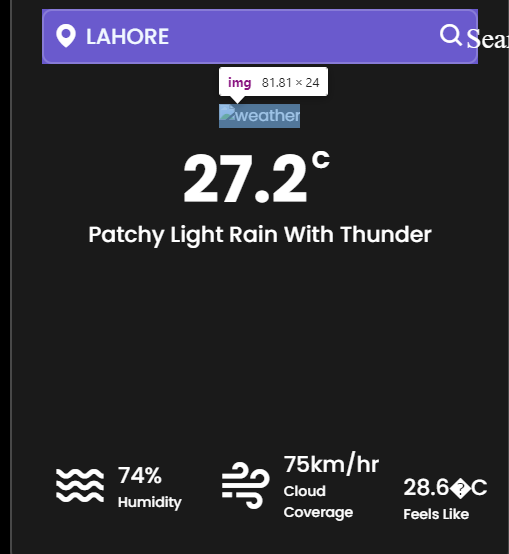 LAHORE
Sear
img 81.81 × 24
weather
27.2C
Patchy Light Rain With Thunder
74%
Humidity
75km/hr
Cloud
Coverage
28.6�C
Feels Like